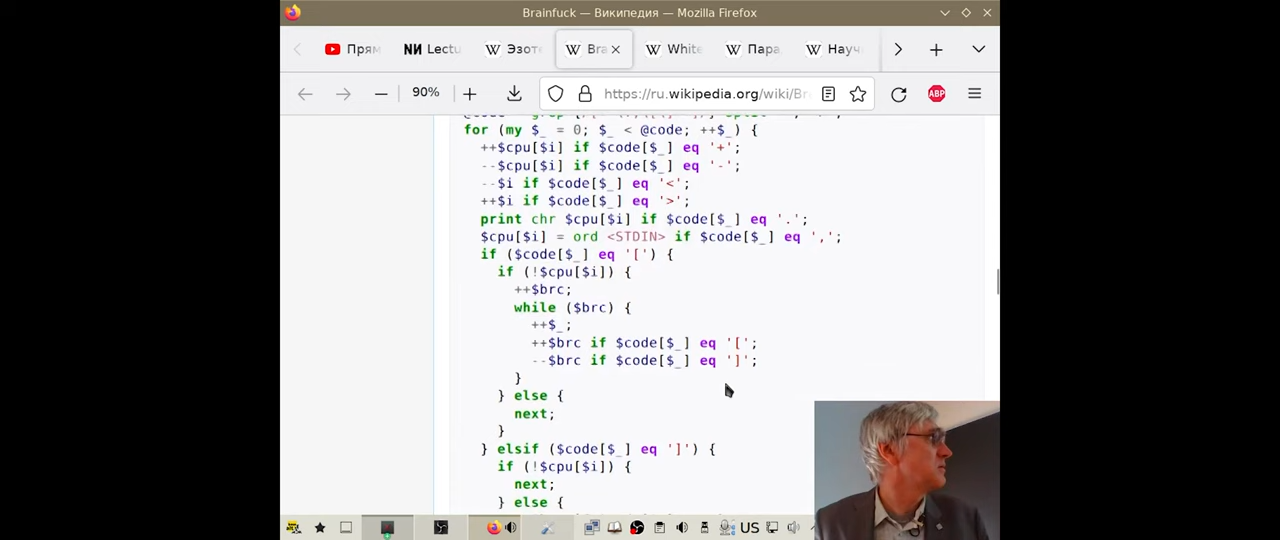 Brainfuck — Википедия — Mozilla Firefox
Прям
Lectu
Эзоте
Bra
White
Пара
Науч
90%
https://ru.wikipedia.org/wiki/Br
ABP
for (my $_ = 0; $_ < @code; ++$_) {
++$cpu[$i] if $code[$_] eq '+';
--$cpu[$i] if $code[$_] eq '-';
--$i if $code[$_] eq '<';
++$i if $code[$_] eq '>';
print chr $cpu[$i] if $code[$_] eq '.';
$cpu[$i] = ord <STDIN> if $code[$_] eq ',';
if ($code[$_] eq '[') {
if (!$cpu[$i]) {
++$brc;
while ($brc) {
++$_;
++$brc if $code[$_] eq '[';
--$brc if $code[$_] eq ']';
}
} else {
next;
}
} elsif ($code[$_] eq ']') {
if (!$cpu[$i]) {
next;
} else {
US